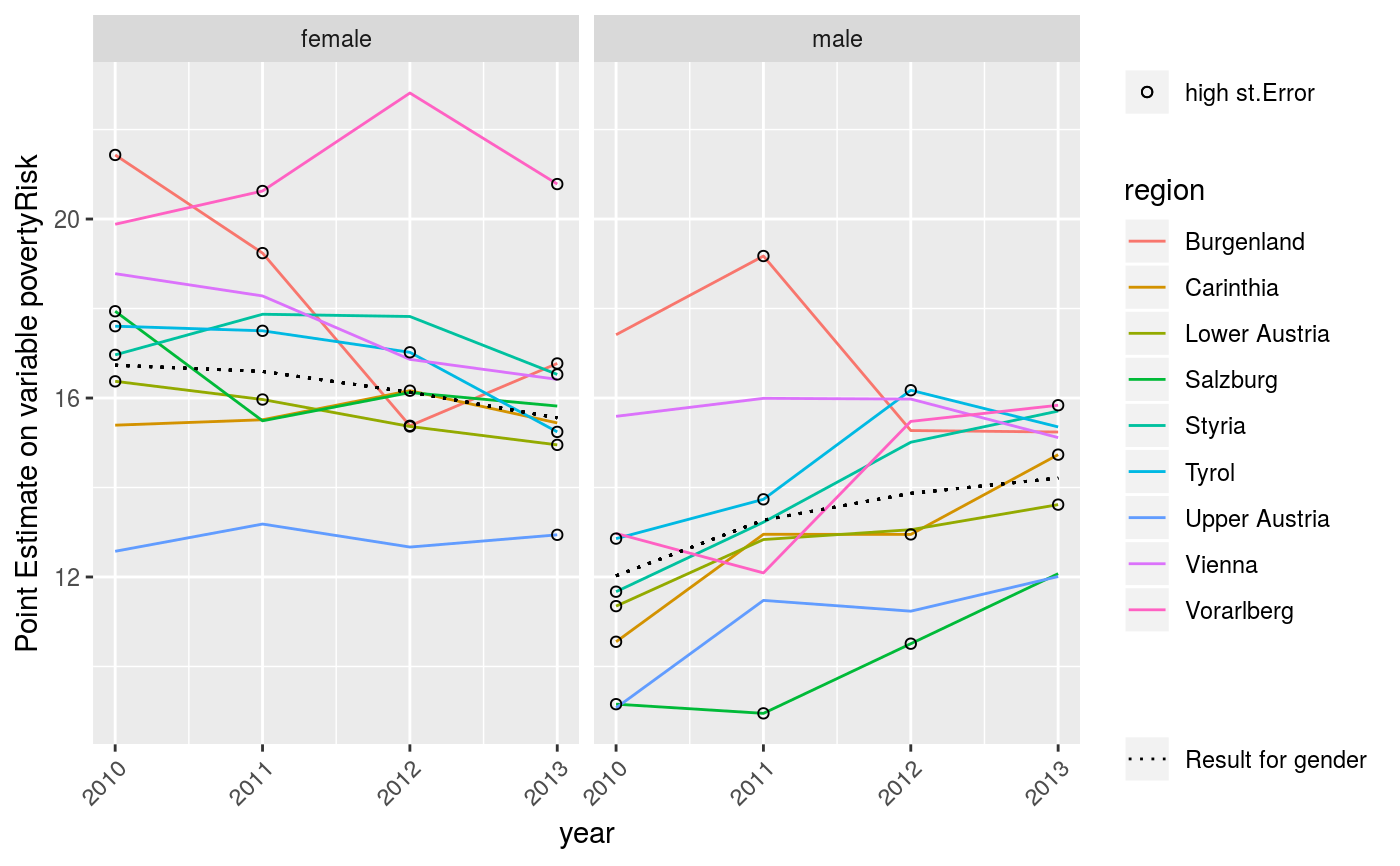 female
male
Point Estimate on variable povertyRisk
20
16
12
2010
2011
2012
2013
2010
2011
2012
2013
year
high st.Error
region
Burgenland
Carinthia
Lower Austria
Salzburg
Styria
Tyrol
Upper Austria
Vienna
Vorarlberg
Result for gender